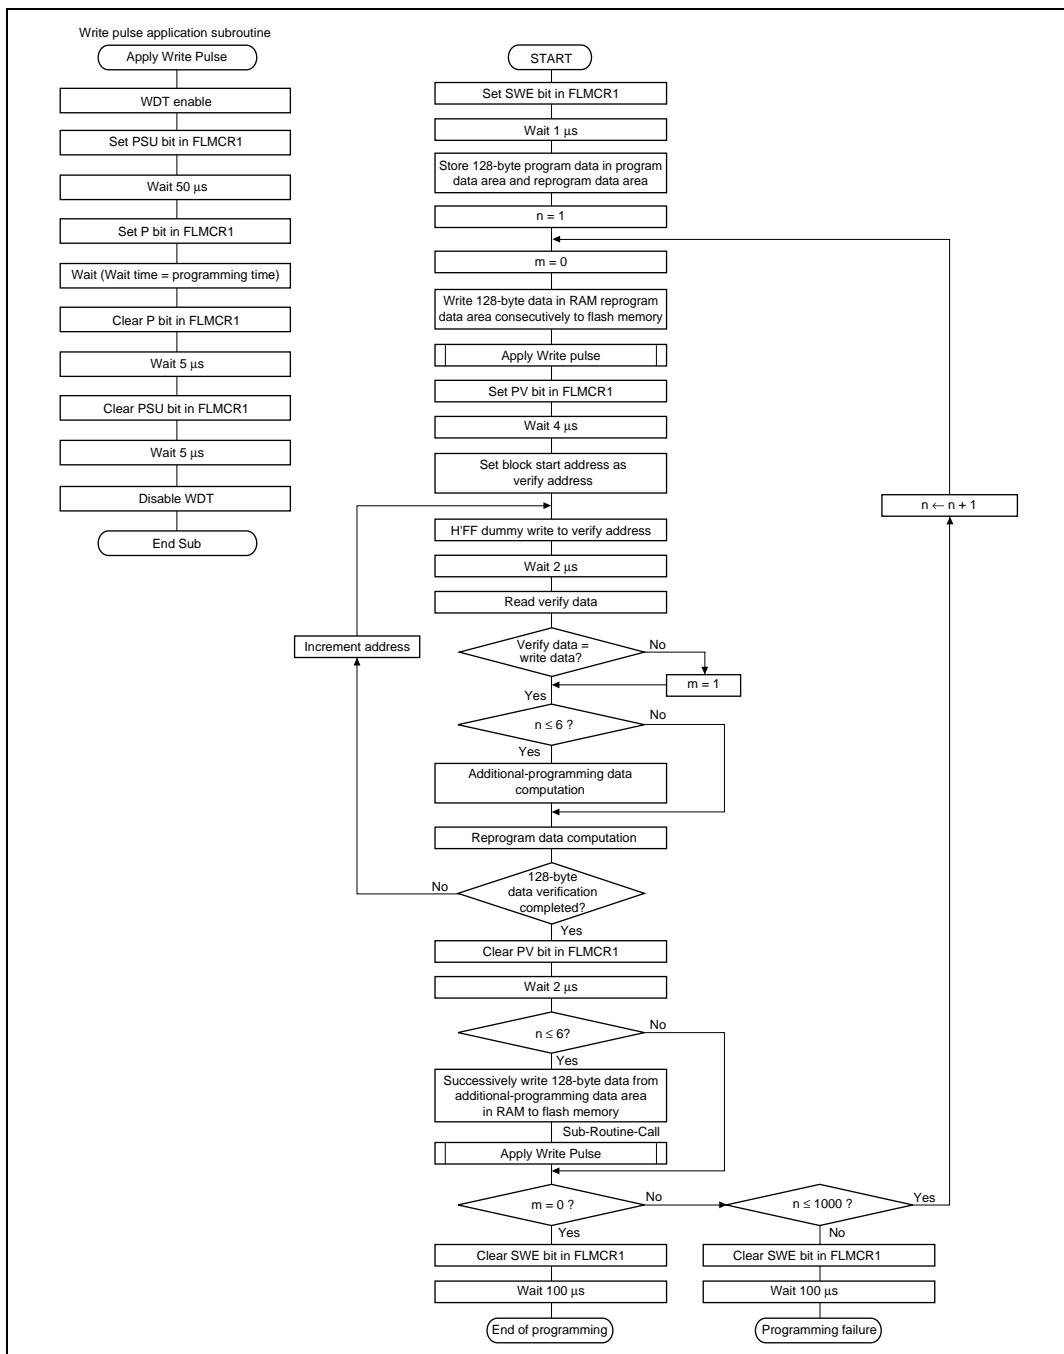 Write pulse application subroutine
Apply Write Pulse
WDT enable
Set PSU bit in FLMCR1
Wait 50 μs
Set P bit in FLMCR1
Wait (Wait time = programming time)
Clear P bit in FLMCR1
Wait 5 μs
Clear PSU bit in FLMCR1
Wait 5 μs
Disable WDT
End Sub
START
Set SWE bit in FLMCR1
Wait 1 μs
Store 128-byte program data in program
data area and reprogram data area
n = 1
m = 0
Write 128-byte data in RAM reprogram
data area consecutively to flash memory
Apply Write pulse
Set PV bit in FLMCR1
Wait 4 μs
Set block start address as
verify address
n ← n + 1
H'FF dummy write to verify address
Wait 2 μs
Read verify data
Increment address
Verify data =
write data?
No
m = 1
Yes
n ≤ 6 ?
No
Yes
Additional-programming data
computation
Reprogram data computation
128-byte
data verification
completed?
No
Yes
Clear PV bit in FLMCR1
Wait 2 μs
n ≤ 6?
No
Yes
Successively write 128-byte data from
additional-programming data area
in RAM to flash memory
Sub-Routine-Call
Apply Write Pulse
m = 0 ?
No
n ≤ 1000 ?
Yes
Yes
No
Clear SWE bit in FLMCR1
Clear SWE bit in FLMCR1
Wait 100 μs
Wait 100 μs
End of programming
Programming failure